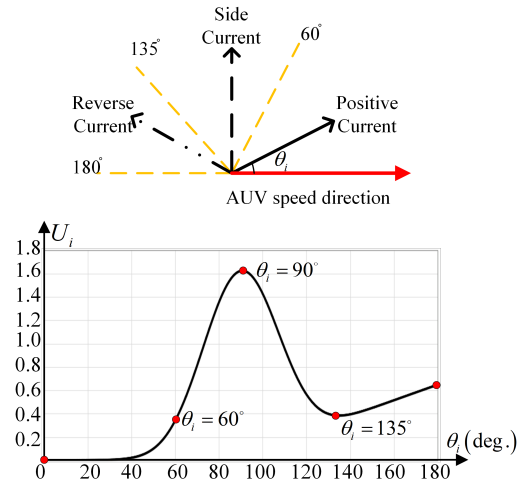 Side
Current
135°
60°
Reverse
Current
Positive
Current
180°
θᵢ
AUV speed direction
Uᵢ
1.8
1.6
1.4
1.2
1.0
0.8
0.6
0.4
0.2
θᵢ = 90°
θᵢ = 60°
θᵢ = 135°
θᵢ (deg.)
0 20 40 60 80 100 120 140 160 180